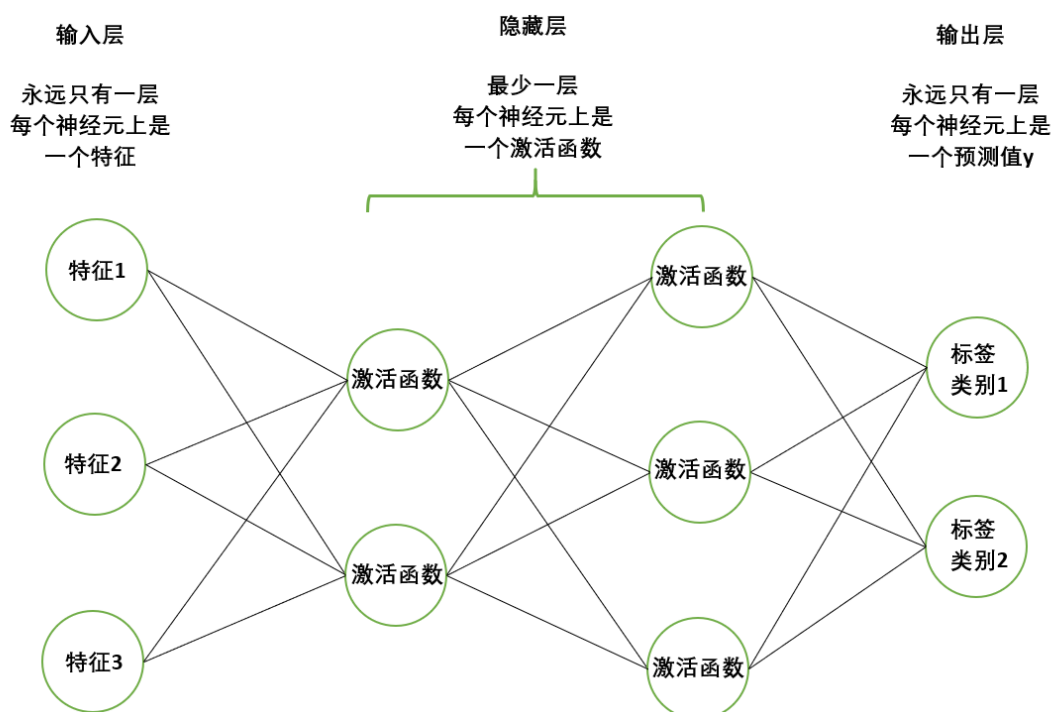 输入层
永远只有一层
每个神经元上是
一个特征
隐藏层
最少一层
每个神经元上是
一个激活函数
输出层
永远只有一层
每个神经元上是
一个预测值y
特征1
特征2
特征3
激活函数
激活函数
激活函数
激活函数
激活函数
标签
类别1
标签
类别2